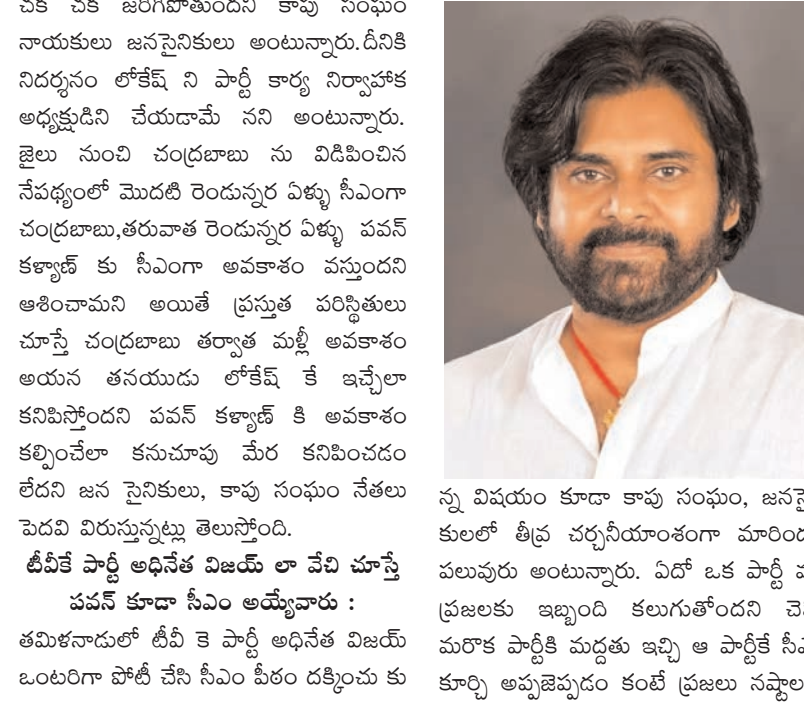 చక చక జరిగిపోతుందని కాపు సంఘం
నాయకులు జనసైనికులు అంటున్నారు.దీనికి
నిదర్శనం లోకేష్ ని పార్టీ కార్య నిర్వాహక
అధ్యక్షుడిని చేయడామే నని అంటున్నారు.
జైలు నుంచి చంద్రబాబు ను విడిపించిన
నేపథ్యంలో మొదటి రెండున్నర ఏళ్ళు సీఎంగా
చంద్రబాబు,తరువాత రెండున్నర ఏళ్ళు పవన్
కళ్యాణ్ కు సీఎంగా అవకాశం వస్తుందని
ఆశించామని అయితే ప్రస్తుత పరిస్థితులు
చూస్తే చంద్రబాబు తర్వాత మళ్లీ అవకాశం
అయన తనయుడు లోకేష్ కే ఇచ్చేలా
కనిపిస్తోందని పవన్ కళ్యాణ్ కి అవకాశం
కల్పించేలా కనుచూపు మేర కనిపించడం
లేదని జన సైనికులు, కాపు సంఘం నేతలు
పెదవి విరుస్తున్నట్లు తెలుస్తోంది.
టీవీకే పార్టీ అధినేత విజయ్ లా వేచి చూస్తే
పవన్ కూడా సీఎం అయ్యేవారు :
తమిళనాడులో టీవీ కె పార్టీ అధినేత విజయ్
ఒంటరిగా పోటీ చేసి సీఎం పీఠం దక్కించు కు
న్న విషయం కూడా కాపు సంఘం,
కులలో తీవ్ర చర్చనీయాంశంగా
పలువురు అంటున్నారు. ఏదో ఒక పార్టీ
ప్రజలకు ఇబ్బంది కలుగుతోందని
మరొక పార్టీకి మద్దతు ఇచ్చి ఆ పార్టీకే
కూర్చి అప్పజెప్పడం కంటే ప్రజలు